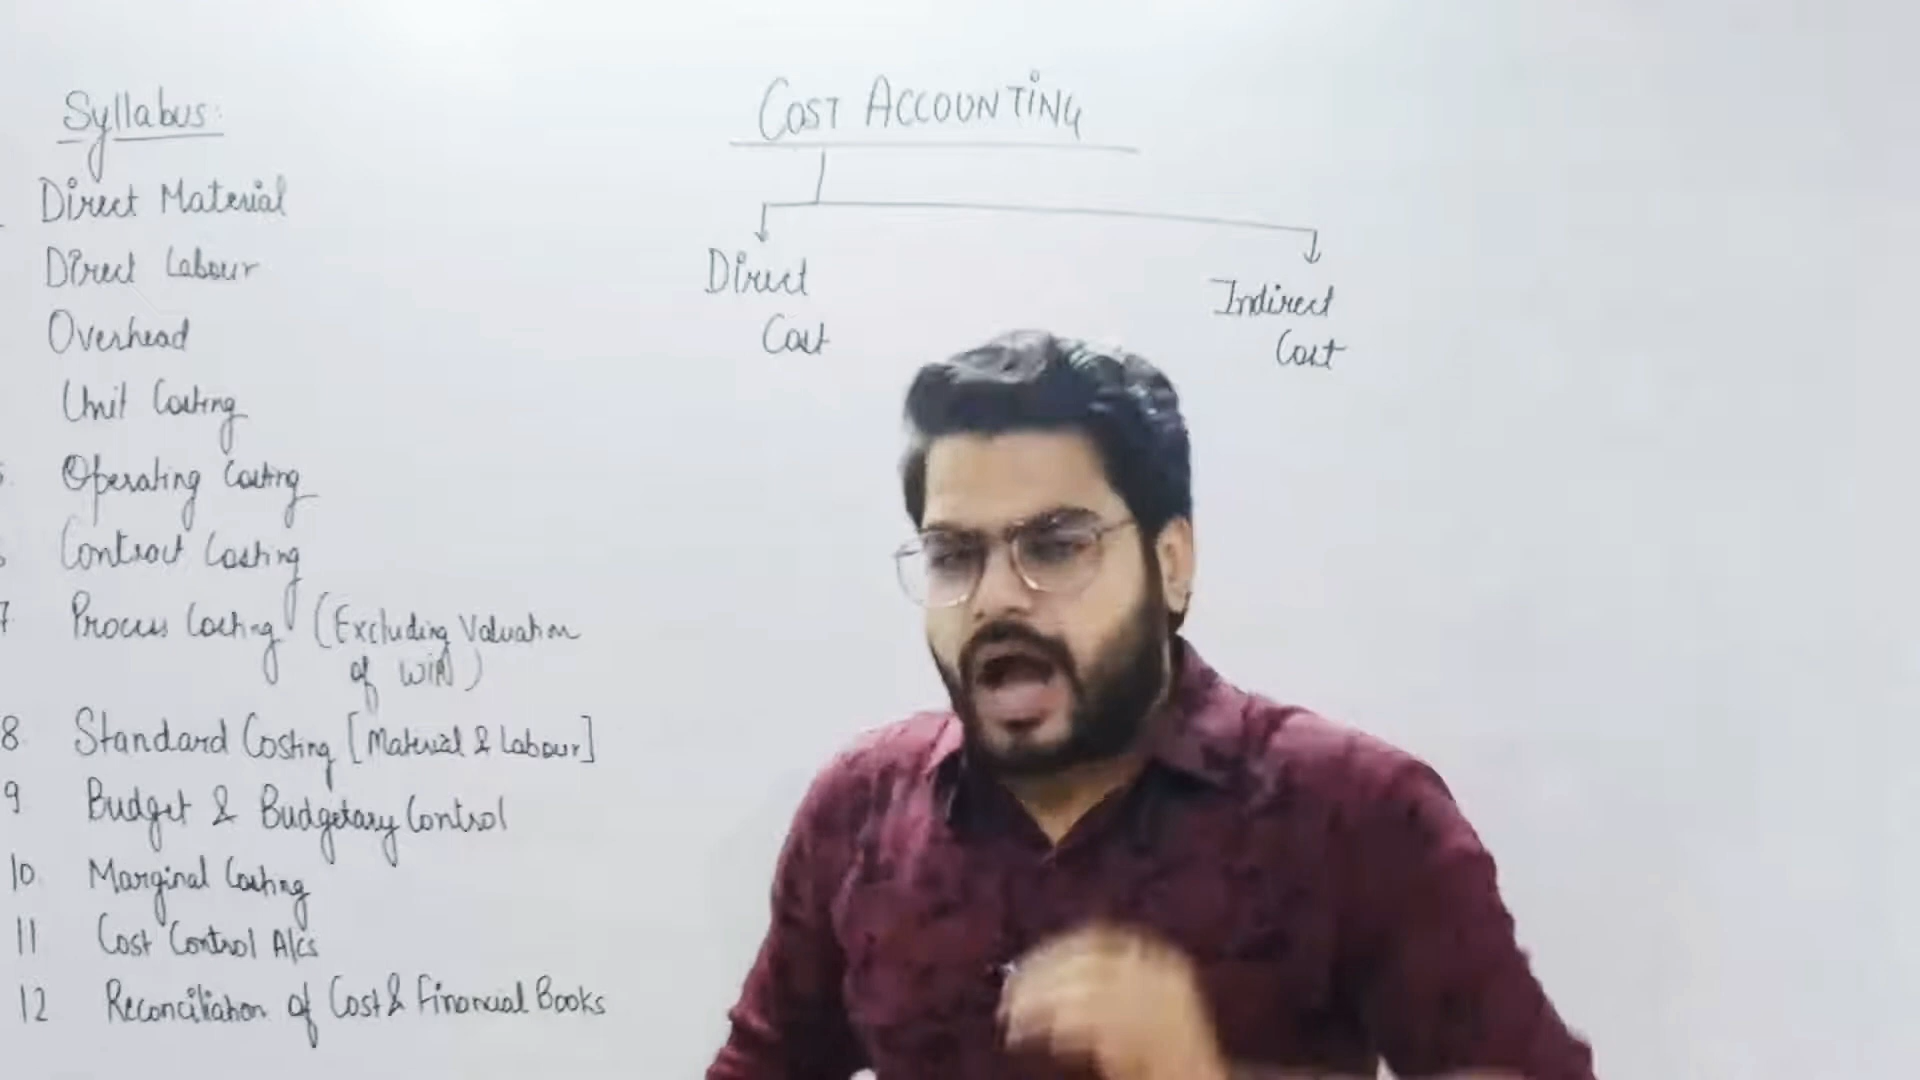 Syllabus:
Direct Material
Direct Labour
Overhead
Unit Costing
Operating Costing
Contract Costing
7 Process Costing (Excluding Valuation
of WIP)
8 Standard Costing [Material & Labour]
9 Budget & Budgetary Control
10. Marginal Costing
11 Cost Control A/cs
12 Reconciliation of Cost & Financial Books
COST ACCOUNTING
Direct
Cost
Indirect
Cost